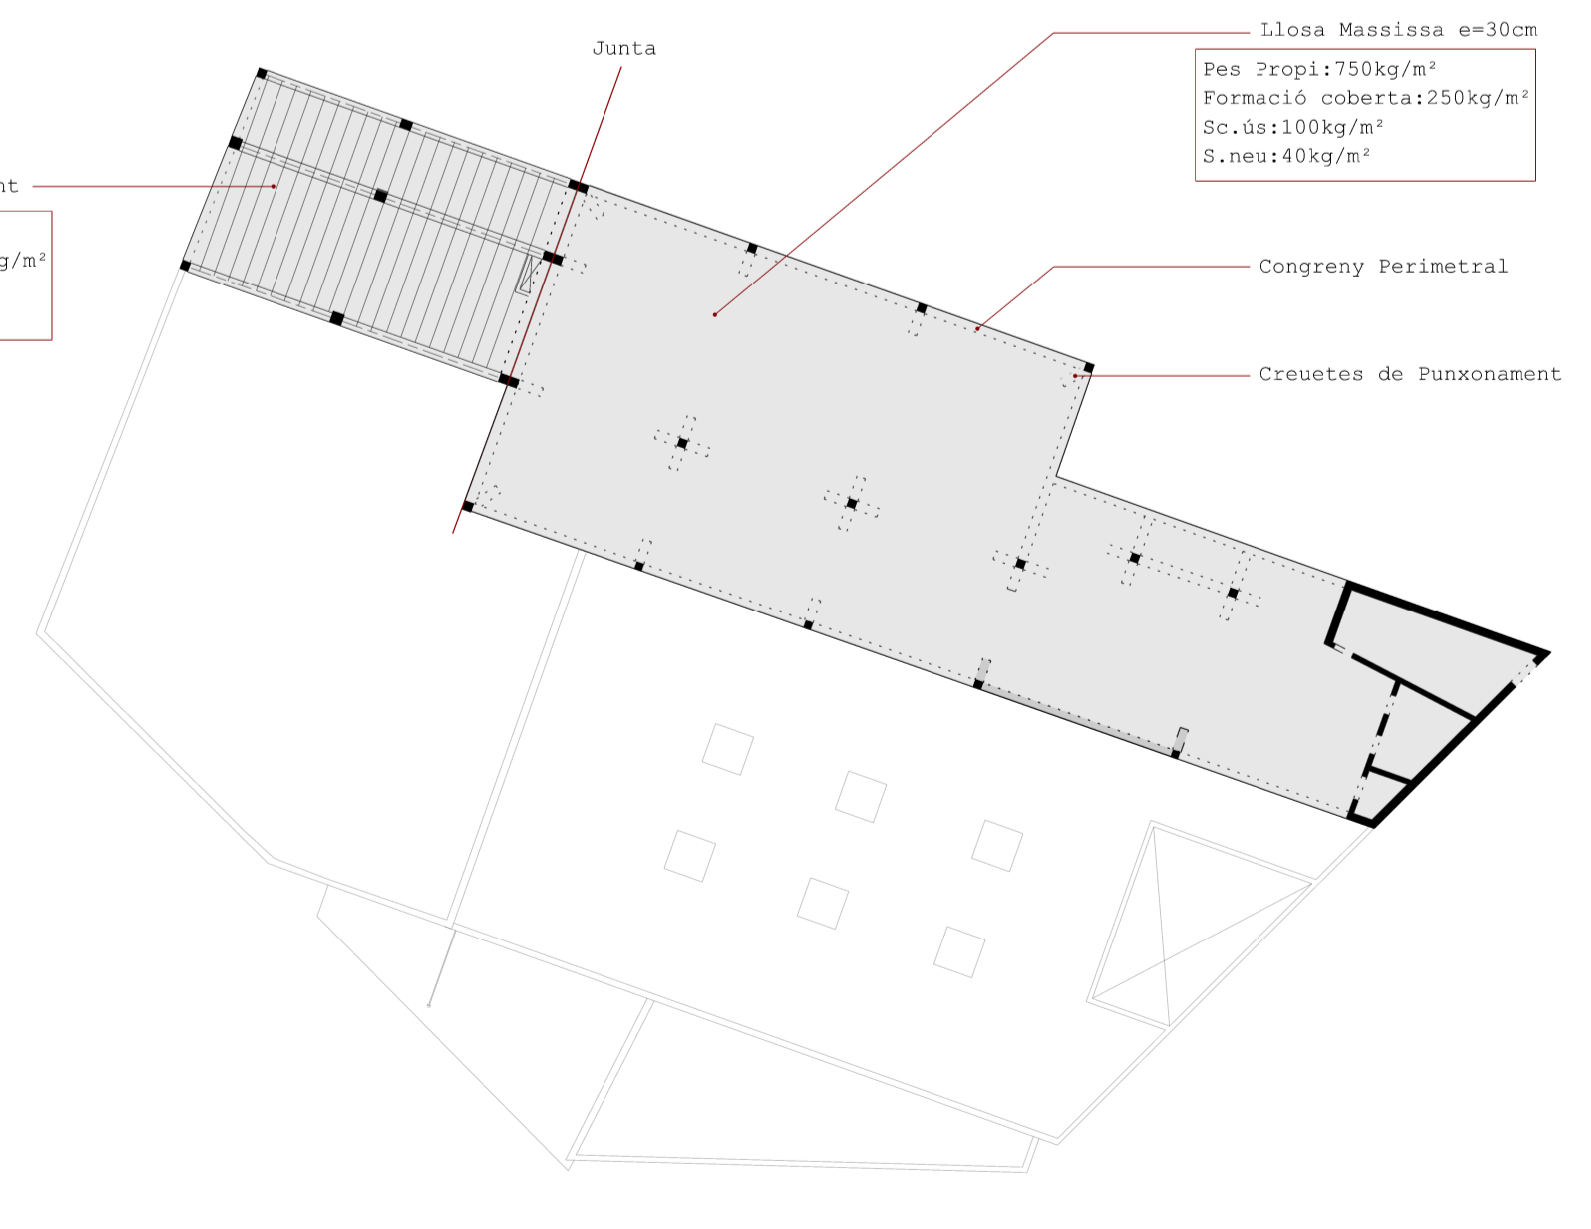 Llosa Massissa e=30cm
Pes Propi:750kg/m²
Formació coberta:250kg/m²
Sc.ús:100kg/m²
S.neu:40kg/m²
Junta
nt
g/m²
Congreny Perimetral
Creuetes de Punxonament